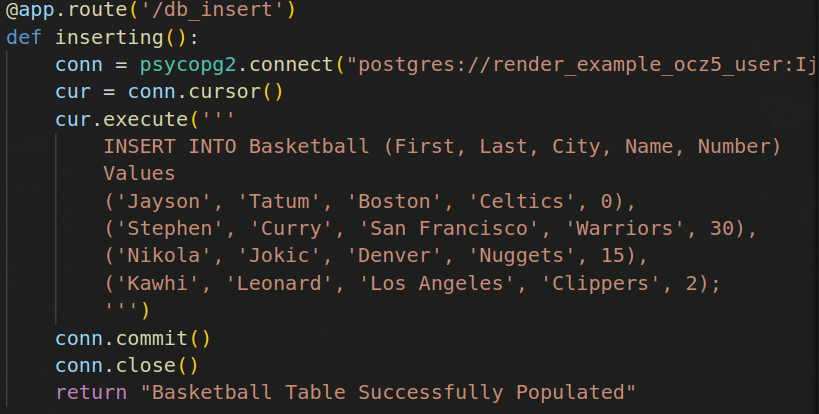 @app.route('/db_insert')
def inserting():
conn = psycopg2.connect("postgres://render_example_ocz5_user:Ij
cur = conn.cursor()
cur.execute('''
INSERT INTO Basketball (First, Last, City, Name, Number)
Values
('Jayson', 'Tatum', 'Boston', 'Celtics', 0),
('Stephen', 'Curry', 'San Francisco', 'Warriors', 30),
('Nikola', 'Jokic', 'Denver', 'Nuggets', 15),
('Kawhi', 'Leonard', 'Los Angeles', 'Clippers', 2);
''')
conn.commit()
conn.close()
return "Basketball Table Successfully Populated"